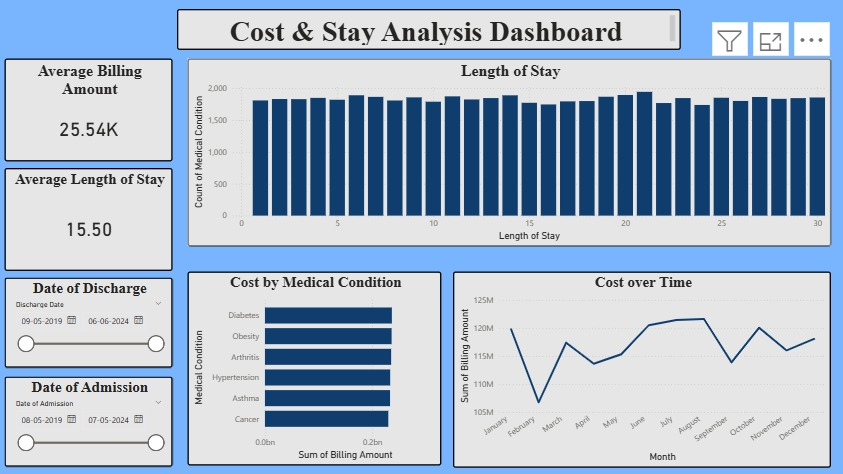 Cost & Stay Analysis Dashboard
Average Billing
Amount
25.54K
Average Length of Stay
15.50
Date of Discharge
Discharge Date
09-05-2019 06-06-2024
Date of Admission
Date of Admission
08-05-2019 07-05-2024
Length of Stay
Count of Medical Condition
2,000
1,500
1,000
500
0
0 5 10 15 20 25 30
Length of Stay
Cost by Medical Condition
Medical Condition
Diabetes
Obesity
Arthritis
Hypertension
Asthma
Cancer
0.0bn 0.2bn
Sum of Billing Amount
Cost over Time
Sum of Billing Amount
125M
120M
115M
110M
105M
January February March April May June July August September October November December
Month